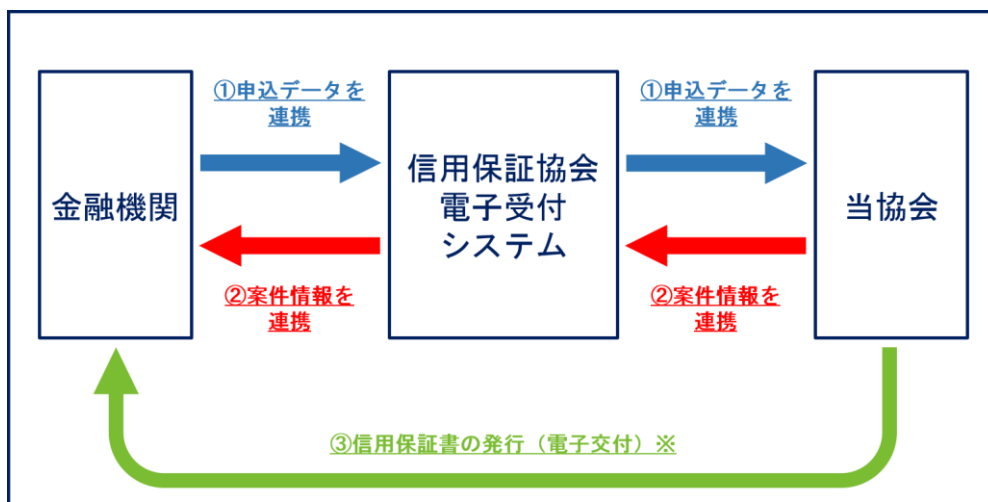 ①申込データを
連携
①申込データを
連携
金融機関
信用保証協会
電子受付
システム
当協会
②案件情報を
連携
②案件情報を
連携
③信用保証書の発行（電子交付）※